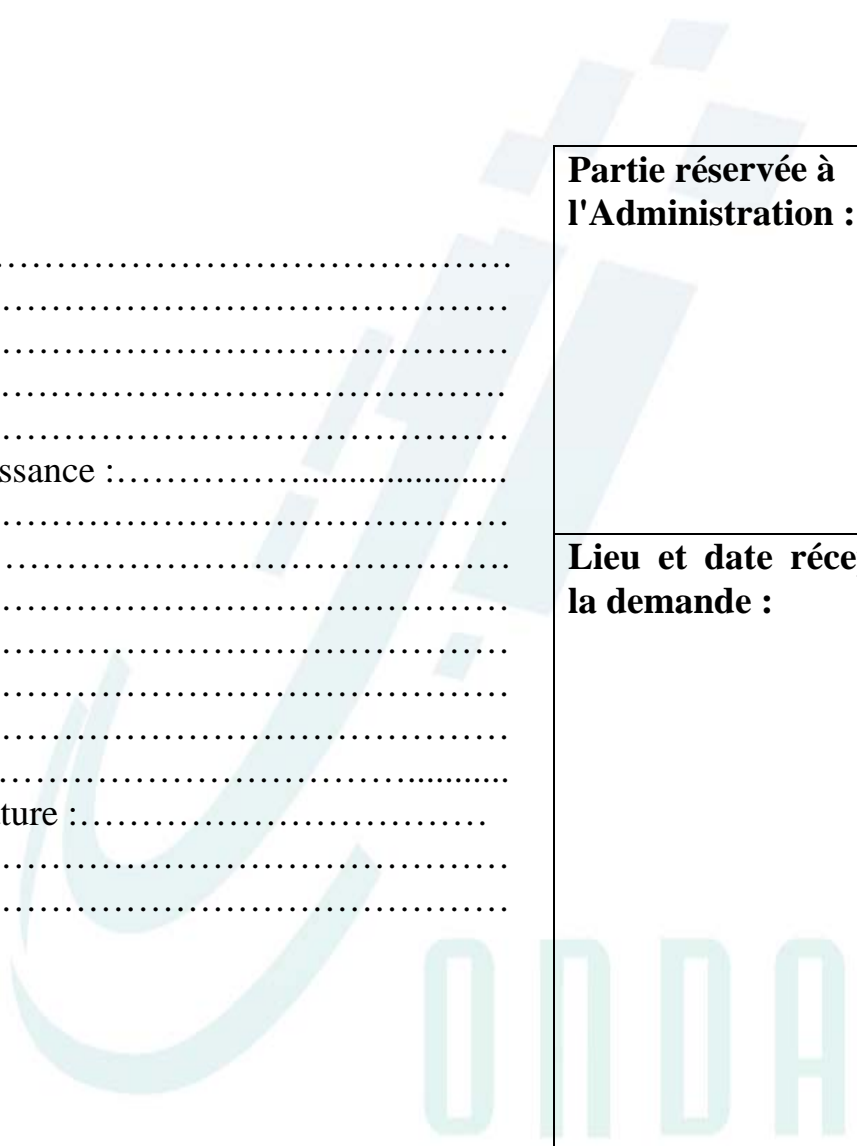 Partie réservée à
l'Administration :
……………………………………….
………………………………………
………………………………………
……………………………………….
………………………………………
ssance :……………......................
………………………………………
……………………………………….
Lieu et date réce
la demande :
………………………………………
………………………………………
………………………………………
………………………………………
…………………………………...........
ture :……………………………
………………………………………
………………………………………
ONDA